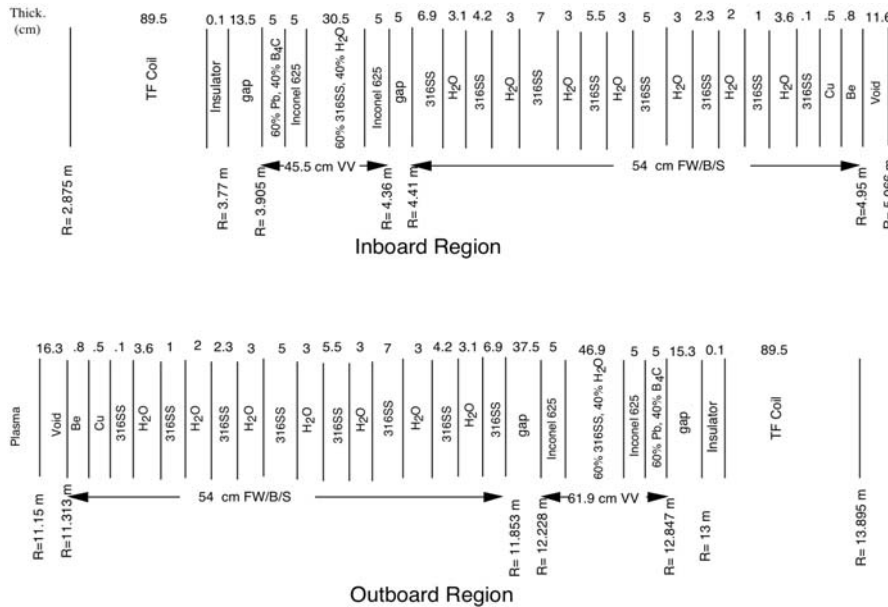 Thick.
(cm)
89.5 0.1 13.5 5 5 30.5 5 5 6.9 3.1 4.2 3 7 3 5.5 3 5 3 2.3 2 1 3.6 .1 .5 .8 11.6
TF Coil
Insulator
gap
60% Pb, 40% B4C
Inconel 625
60% 316SS, 40% H2O
Inconel 625
gap
316SS
H2O
316SS
H2O
316SS
H2O
316SS
H2O
316SS
H2O
316SS
H2O
316SS
H2O
316SS
Cu
Be
Void
45.5 cm VV
54 cm FW/B/S
R= 2.875 m
R= 3.77 m
R= 3.905 m
R= 4.36 m
R= 4.41 m
R=4.95 m
R= 5.066 m
Inboard Region
16.3 .8 .5 .1 3.6 1 2 2.3 3 5 3 5.5 3 7 3 4.2 3.1 6.9 37.5 5 46.9 5 5 15.3 0.1 89.5
Plasma
Void
Be
Cu
316SS
H2O
316SS
H2O
316SS
H2O
316SS
H2O
316SS
H2O
316SS
H2O
316SS
H2O
316SS
gap
Inconel 625
60% 316SS, 40% H2O
Inconel 625
60% Pb, 40% B4C
gap
Insulator
TF Coil
54 cm FW/B/S
61.9 cm VV
R=11.15 m
R=11.313 m
R= 11.853 m
R= 12.228 m
R= 12.847 m
R= 13 m
R= 13.895 m
Outboard Region